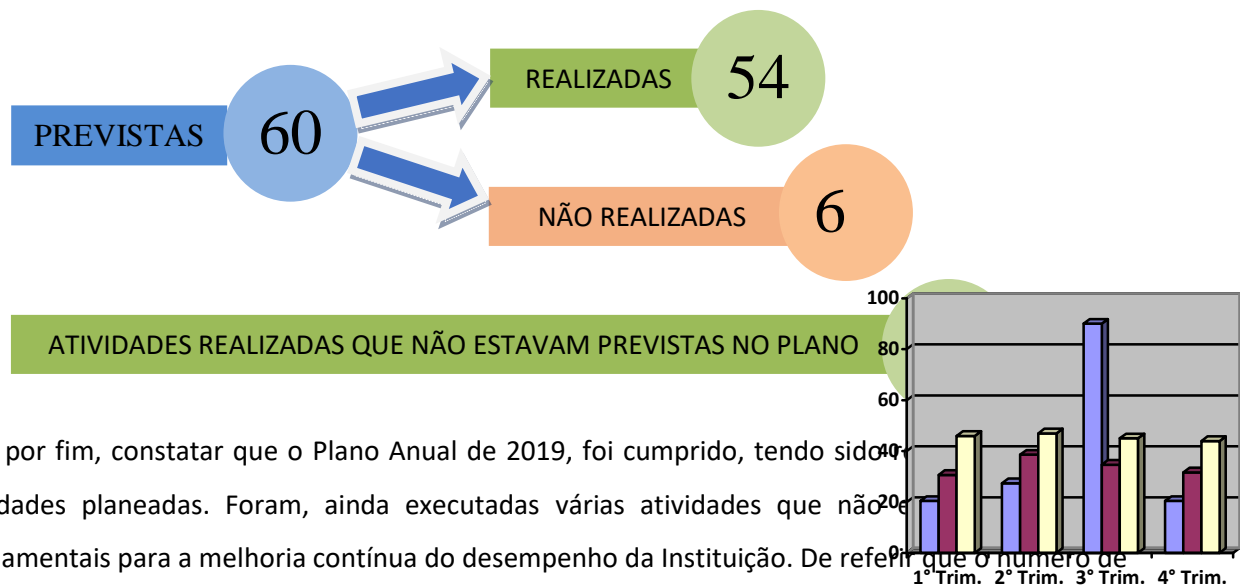 REALIZADAS 54
PREVISTAS 60
NÃO REALIZADAS 6
ATIVIDADES REALIZADAS QUE NÃO ESTAVAM PREVISTAS NO PLANO
100
80
60
40
20
0
1° Trim. 2° Trim. 3° Trim. 4° Trim.
por fim, constatar que o Plano Anual de 2019, foi cumprido, tendo sido
dades planeadas. Foram, ainda executadas várias atividades que não
amentais para a melhoria contínua do desempenho da Instituição. De referir que o número de